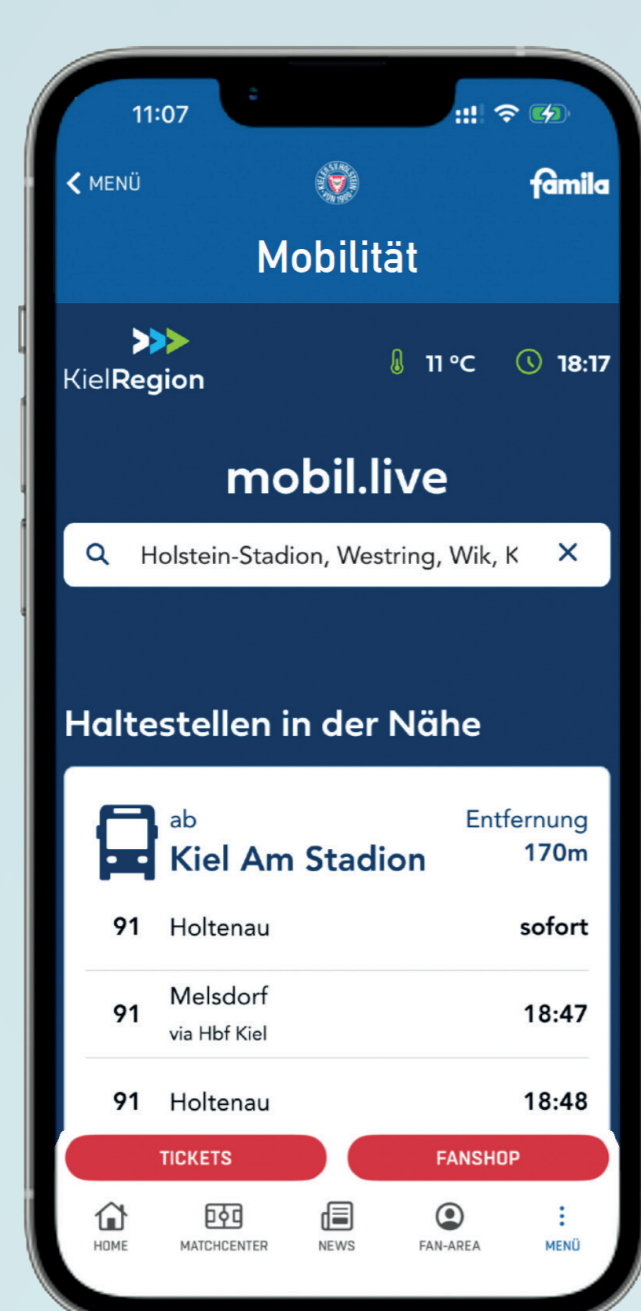 11:07
MENÜ
famila
Mobilität
KielRegion
11 °C
18:17
mobil.live
Holstein-Stadion, Westring, Wik, K
Haltestellen in der Nähe
ab
Entfernung
Kiel Am Stadion
170m
91 Holtenau sofort
91 Melsdorf 18:47
via Hbf Kiel
91 Holtenau 18:48
TICKETS
FANSHOP
HOME MATCHCENTER NEWS FAN-AREA MENÜ